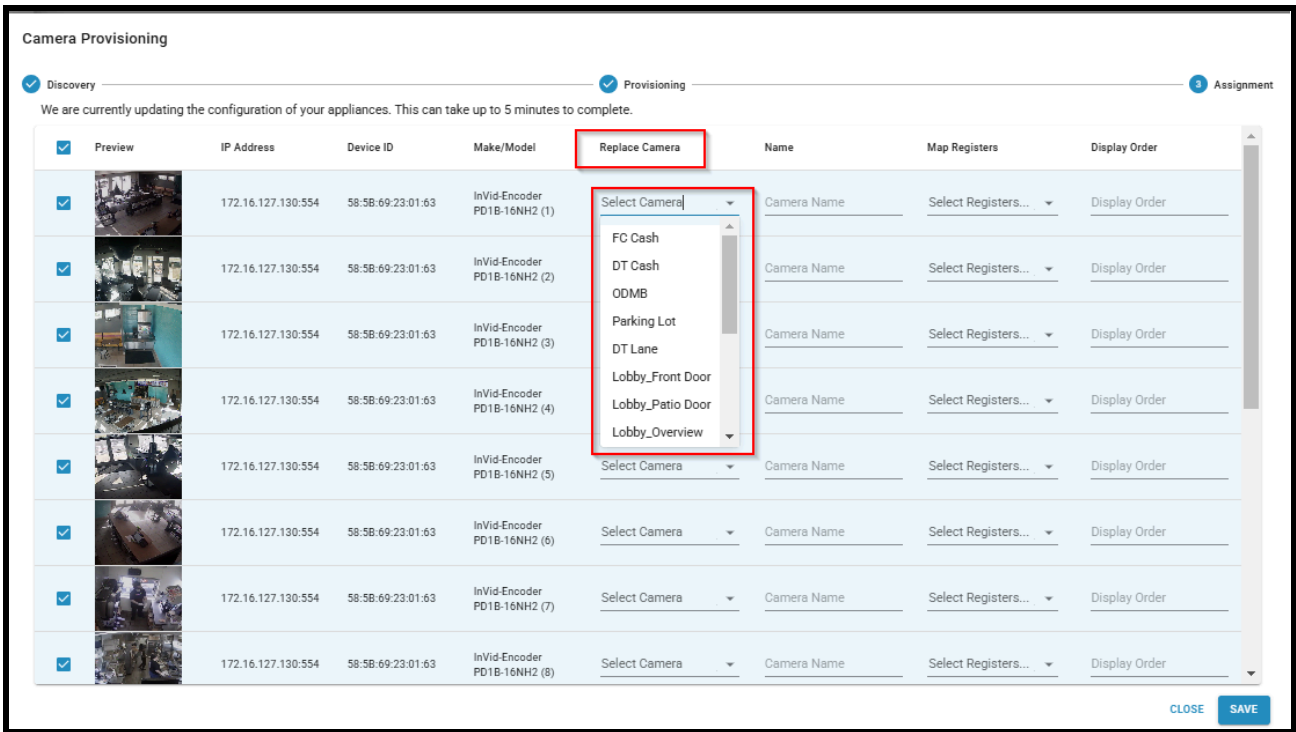 Camera Provisioning
Discovery
Provisioning
3 Assignment
We are currently updating the configuration of your appliances. This can take up to 5 minutes to complete.
Preview IP Address Device ID Make/Model Replace Camera Name Map Registers Display Order
172.16.127.130:554 58:5B:69:23:01:63 InVid-Encoder PD1B-16NH2 (1) Select Camera Camera Name Select Registers... Display Order
FC Cash
DT Cash
ODMB
Parking Lot
DT Lane
Lobby_Front Door
Lobby_Patio Door
Lobby_Overview
172.16.127.130:554 58:5B:69:23:01:63 InVid-Encoder PD1B-16NH2 (2) Camera Name Select Registers... Display Order
172.16.127.130:554 58:5B:69:23:01:63 InVid-Encoder PD1B-16NH2 (3) Camera Name Select Registers... Display Order
172.16.127.130:554 58:5B:69:23:01:63 InVid-Encoder PD1B-16NH2 (4) Camera Name Select Registers... Display Order
172.16.127.130:554 58:5B:69:23:01:63 InVid-Encoder PD1B-16NH2 (5) Select Camera Camera Name Select Registers... Display Order
172.16.127.130:554 58:5B:69:23:01:63 InVid-Encoder PD1B-16NH2 (6) Select Camera Camera Name Select Registers... Display Order
172.16.127.130:554 58:5B:69:23:01:63 InVid-Encoder PD1B-16NH2 (7) Select Camera Camera Name Select Registers... Display Order
172.16.127.130:554 58:5B:69:23:01:63 InVid-Encoder PD1B-16NH2 (8) Select Camera Camera Name Select Registers... Display Order
CLOSE SAVE